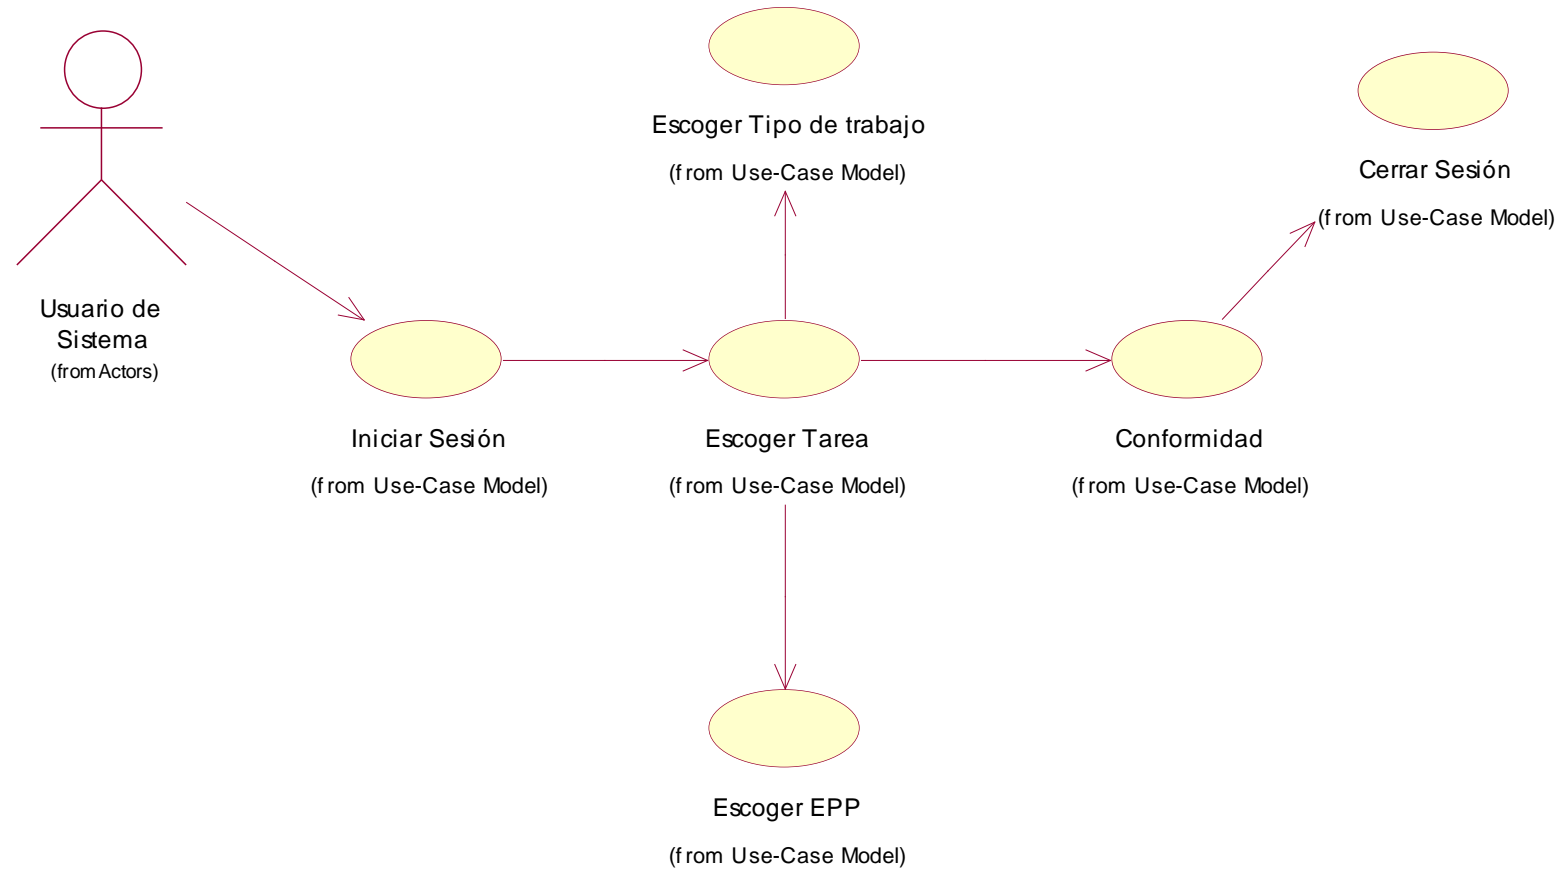 Escoger Tipo de trabajo
(from Use-Case Model)
Cerrar Sesión
(from Use-Case Model)
Usuario de
Sistema
(from Actors)
Iniciar Sesión
(from Use-Case Model)
Escoger Tarea
(from Use-Case Model)
Conformidad
(from Use-Case Model)
Escoger EPP
(from Use-Case Model)